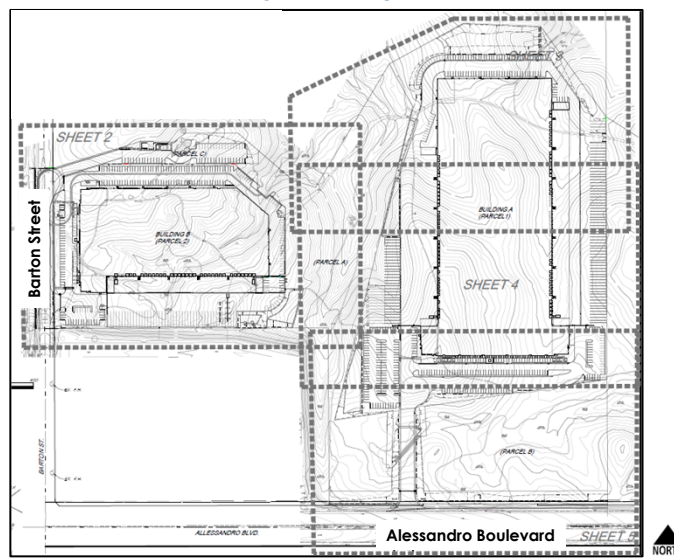 SHEET 3
SHEET 2
(PARCEL C)
Barton Street
BUILDING B
(PARCEL 2)
BUILDING A
(PARCEL 1)
(PARCEL A)
SHEET 4
BARTON ST.
(PARCEL B)
ALLESSANDRO BLVD.
Alessandro Boulevard
SHEET 5
NORTH